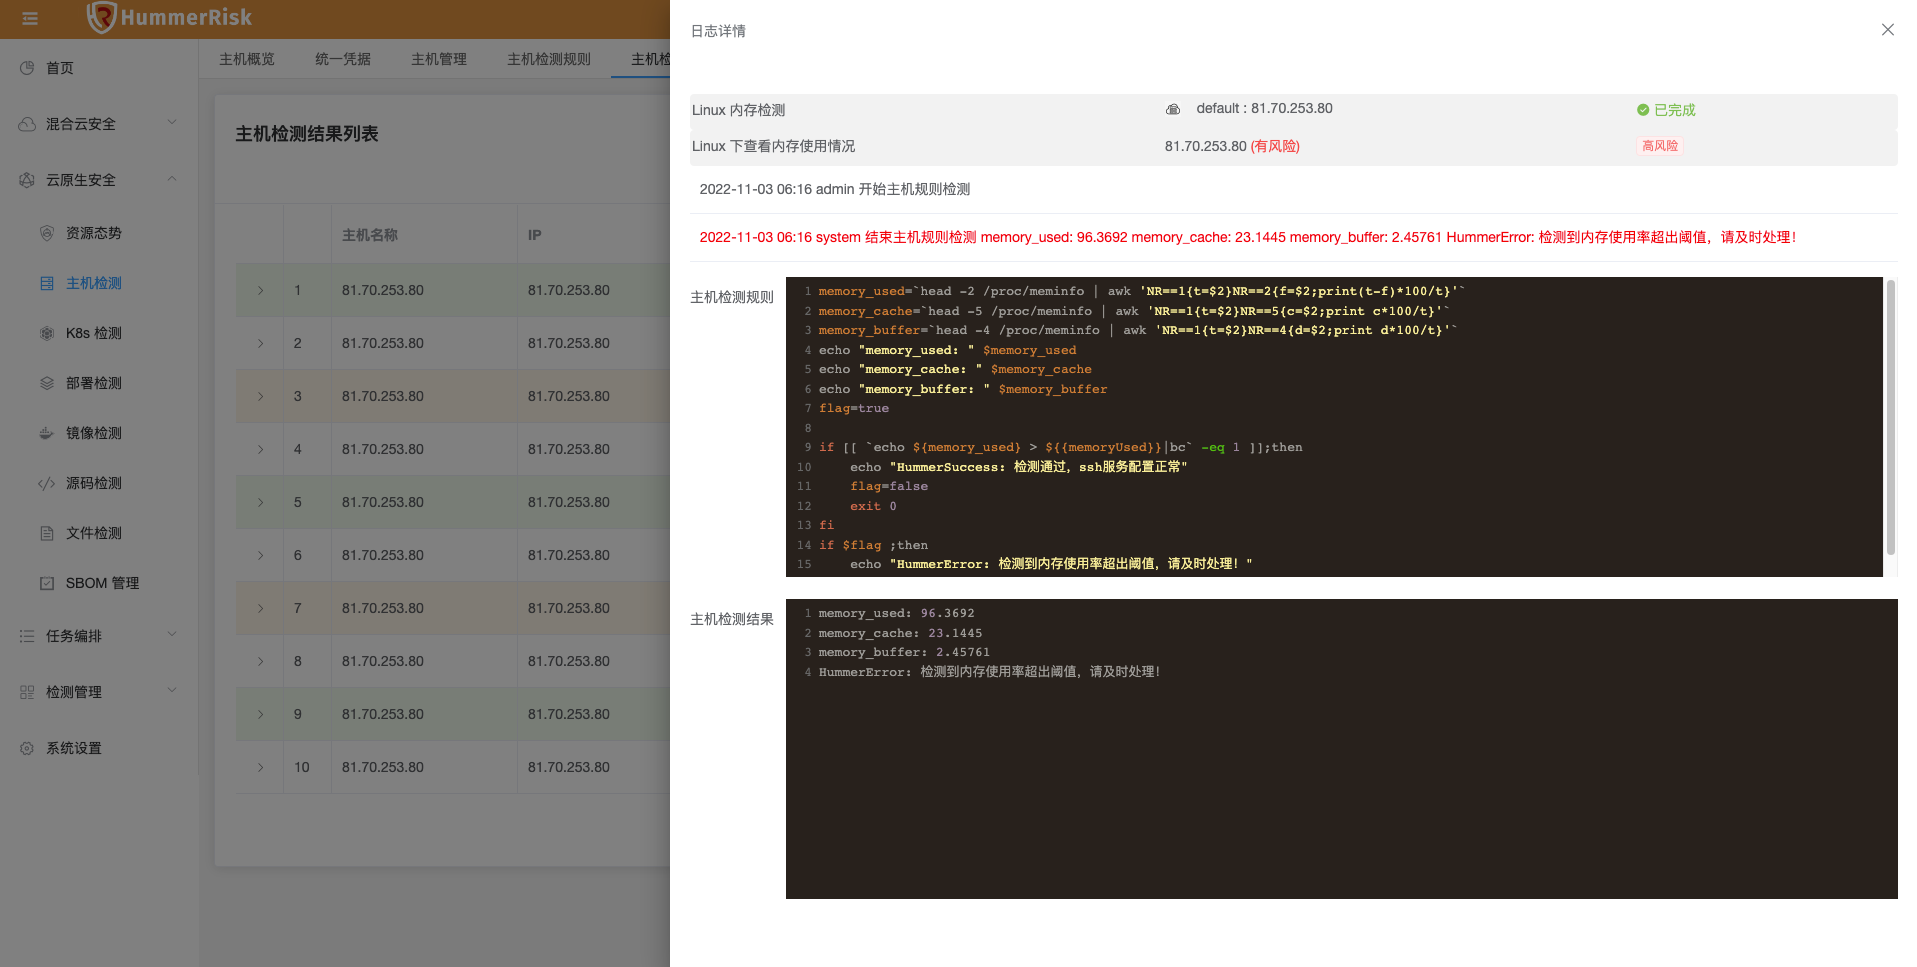 HummerRisk
首页
混合云安全
云原生安全
资源态势
主机检测
K8s 检测
部署检测
镜像检测
源码检测
文件检测
SBOM 管理
任务编排
检测管理
系统设置
主机概览 统一凭据 主机管理 主机检测规则 主机检
主机检测结果列表
主机名称 IP
1 81.70.253.80 81.70.253.80
2 81.70.253.80 81.70.253.80
3 81.70.253.80 81.70.253.80
4 81.70.253.80 81.70.253.80
5 81.70.253.80 81.70.253.80
6 81.70.253.80 81.70.253.80
7 81.70.253.80 81.70.253.80
8 81.70.253.80 81.70.253.80
9 81.70.253.80 81.70.253.80
10 81.70.253.80 81.70.253.80
日志详情
Linux 内存检测 default : 81.70.253.80 已完成
Linux 下查看内存使用情况 81.70.253.80 (有风险) 高风险
2022-11-03 06:16 admin 开始主机规则检测
2022-11-03 06:16 system 结束主机规则检测 memory_used: 96.3692 memory_cache: 23.1445 memory_buffer: 2.45761 HummerError: 检测到内存使用率超出阈值，请及时处理！
主机检测规则
1 memory_used=`head -2 /proc/meminfo | awk 'NR==1{t=$2}NR==2{f=$2;print(t-f)*100/t}'`
2 memory_cache=`head -5 /proc/meminfo | awk 'NR==1{t=$2}NR==5{c=$2;print c*100/t}'`
3 memory_buffer=`head -4 /proc/meminfo | awk 'NR==1{t=$2}NR==4{d=$2;print d*100/t}'`
4 echo "memory_used: " $memory_used
5 echo "memory_cache: " $memory_cache
6 echo "memory_buffer: " $memory_buffer
7 flag=true
8
9 if [[ `echo ${memory_used} > ${{memoryUsed}}|bc` -eq 1 ]];then
10 echo "HummerSuccess: 检测通过，ssh服务配置正常"
11 flag=false
12 exit 0
13 fi
14 if $flag ;then
15 echo "HummerError: 检测到内存使用率超出阈值，请及时处理！"
主机检测结果
1 memory_used: 96.3692
2 memory_cache: 23.1445
3 memory_buffer: 2.45761
4 HummerError: 检测到内存使用率超出阈值，请及时处理！